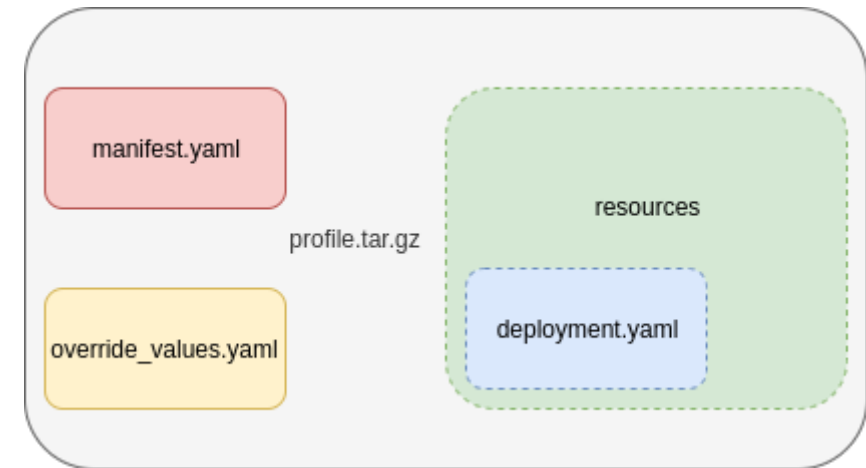 manifest.yaml
resources
profile.tar.gz
deployment.yaml
override_values.yaml